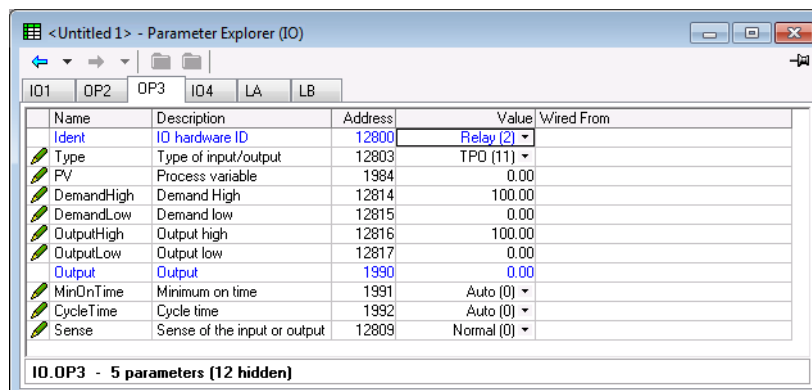 <Untitled 1> - Parameter Explorer (IO)
IO1 OP2 OP3 IO4 LA LB
Name Description Address Value Wired From
Ident IO hardware ID 12800 Relay (2)
Type Type of input/output 12803 TPO (11)
PV Process variable 1984 0.00
DemandHigh Demand High 12814 100.00
DemandLow Demand low 12815 0.00
OutputHigh Output high 12816 100.00
OutputLow Output low 12817 0.00
Output Output 1990 0.00
MinOnTime Minimum on time 1991 Auto (0)
CycleTime Cycle time 1992 Auto (0)
Sense Sense of the input or output 12809 Normal (0)
IO.OP3 - 5 parameters (12 hidden)